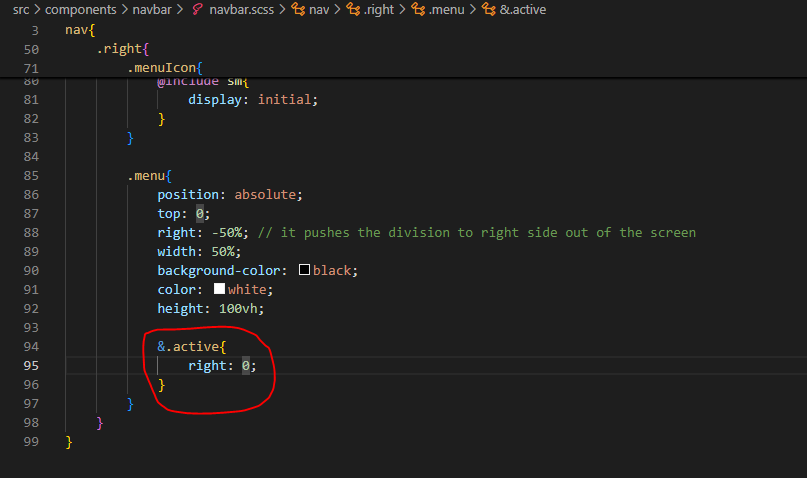 src > components > navbar > navbar.scss > nav > .right > .menu > &.active
3 nav{
50 .right{
71 .menuIcon{
80 @include sm{
81 display: initial;
82 }
83 }
84
85 .menu{
86 position: absolute;
87 top: 0;
88 right: -50%; // it pushes the division to right side out of the screen
89 width: 50%;
90 background-color: black;
91 color: white;
92 height: 100vh;
93
94 &.active{
95 right: 0;
96 }
97 }
98 }
99 }